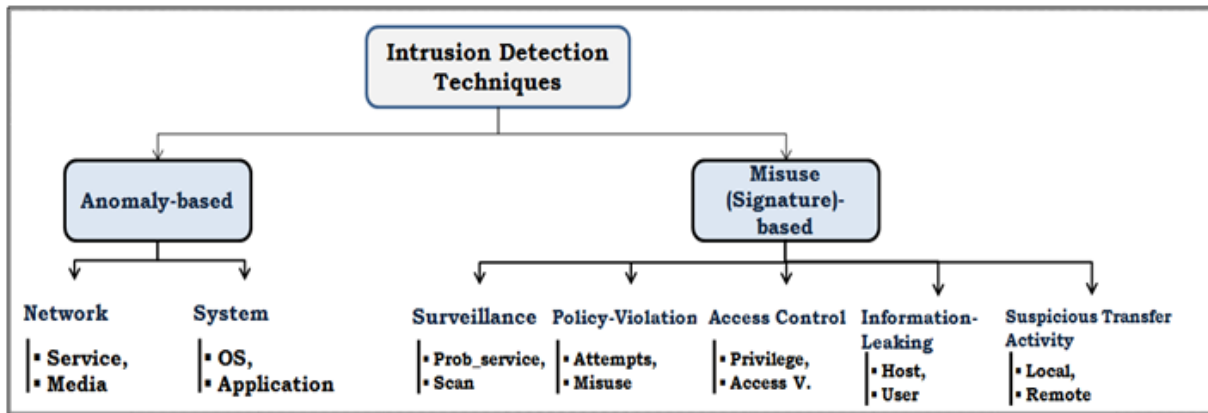 Intrusion Detection
Techniques
Anomaly-based
Misuse
(Signature)-
based
Network
▪ Service,
▪ Media
System
▪ OS,
▪ Application
Surveillance
▪ Prob_service,
▪ Scan
Policy-Violation
▪ Attempts,
▪ Misuse
Access Control
▪ Privilege,
▪ Access V.
Information-
Leaking
▪ Host,
▪ User
Suspicious Transfer
Activity
▪ Local,
▪ Remote